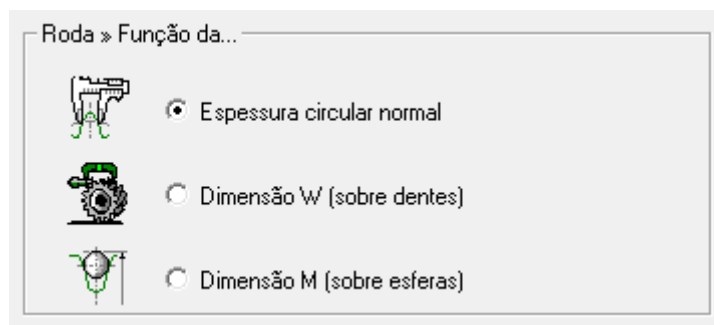 Roda » Função da...
Espessura circular normal
Dimensão W (sobre dentes)
Dimensão M (sobre esferas)